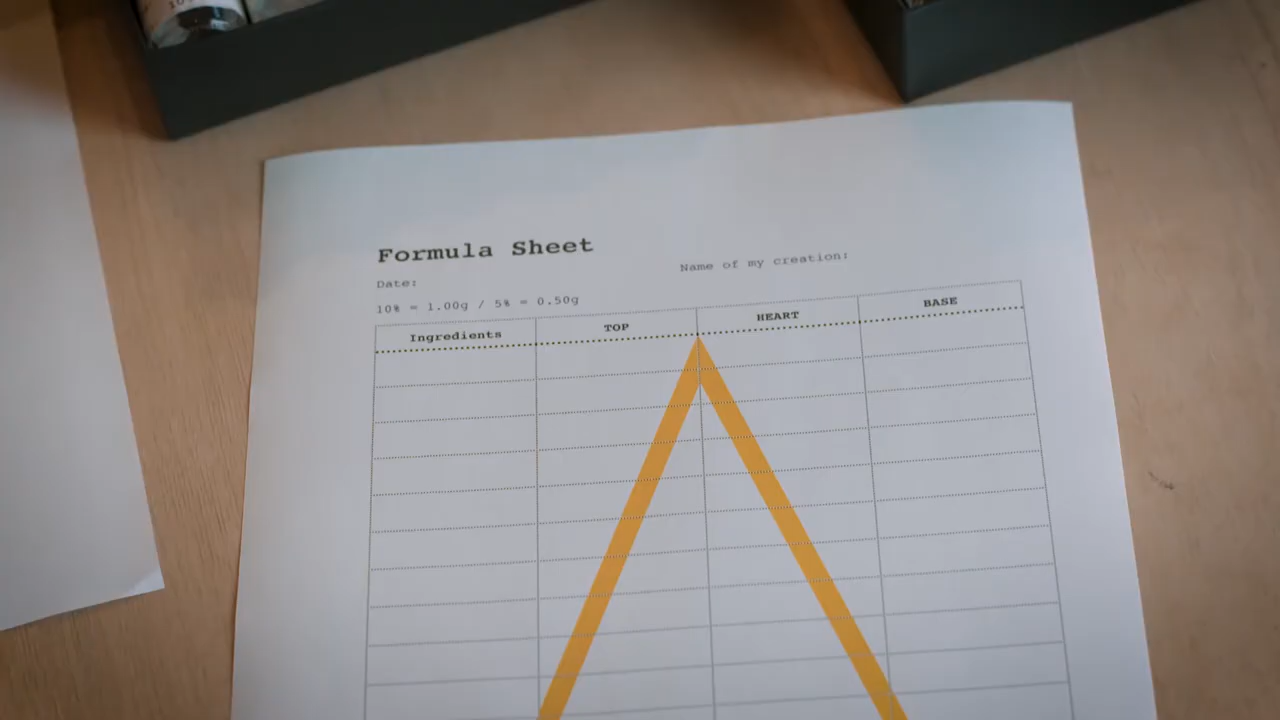 Formula Sheet
Date:
Name of my creation:
10% = 1.00g / 5% = 0.50g
Ingredients TOP HEART BASE